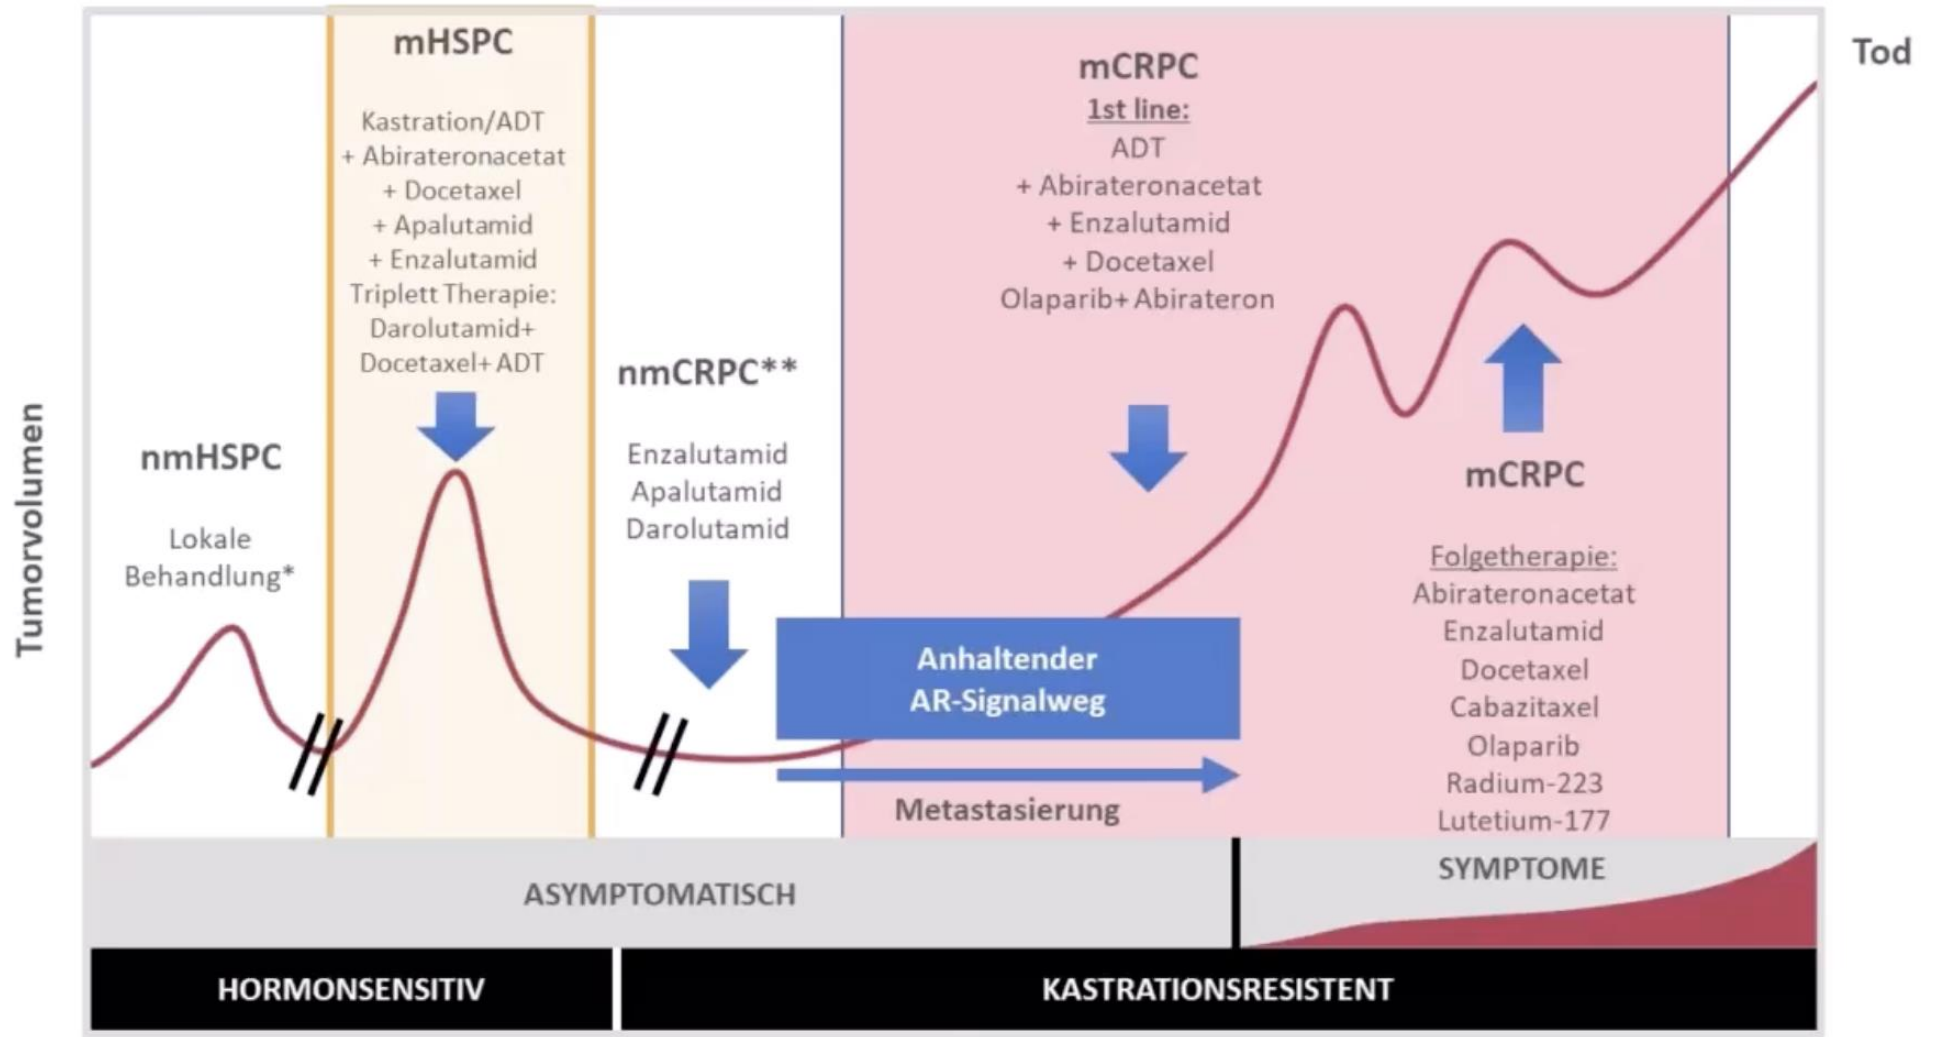 Tumorvolumen
nmHSPC
Lokale
Behandlung*
mHSPC
Kastration/ADT
+ Abirateronacetat
+ Docetaxel
+ Apalutamid
+ Enzalutamid
Triplett Therapie:
Darolutamid+
Docetaxel+ ADT
nmCRPC**
Enzalutamid
Apalutamid
Darolutamid
mCRPC
1st line:
ADT
+ Abirateronacetat
+ Enzalutamid
+ Docetaxel
Olaparib+ Abirateron
Anhaltender
AR-Signalweg
Metastasierung
mCRPC
Folgetherapie:
Abirateronacetat
Enzalutamid
Docetaxel
Cabazitaxel
Olaparib
Radium-223
Lutetium-177
Tod
ASYMPTOMATISCH
SYMPTOME
HORMONSENSITIV
KASTRATIONSRESISTENT